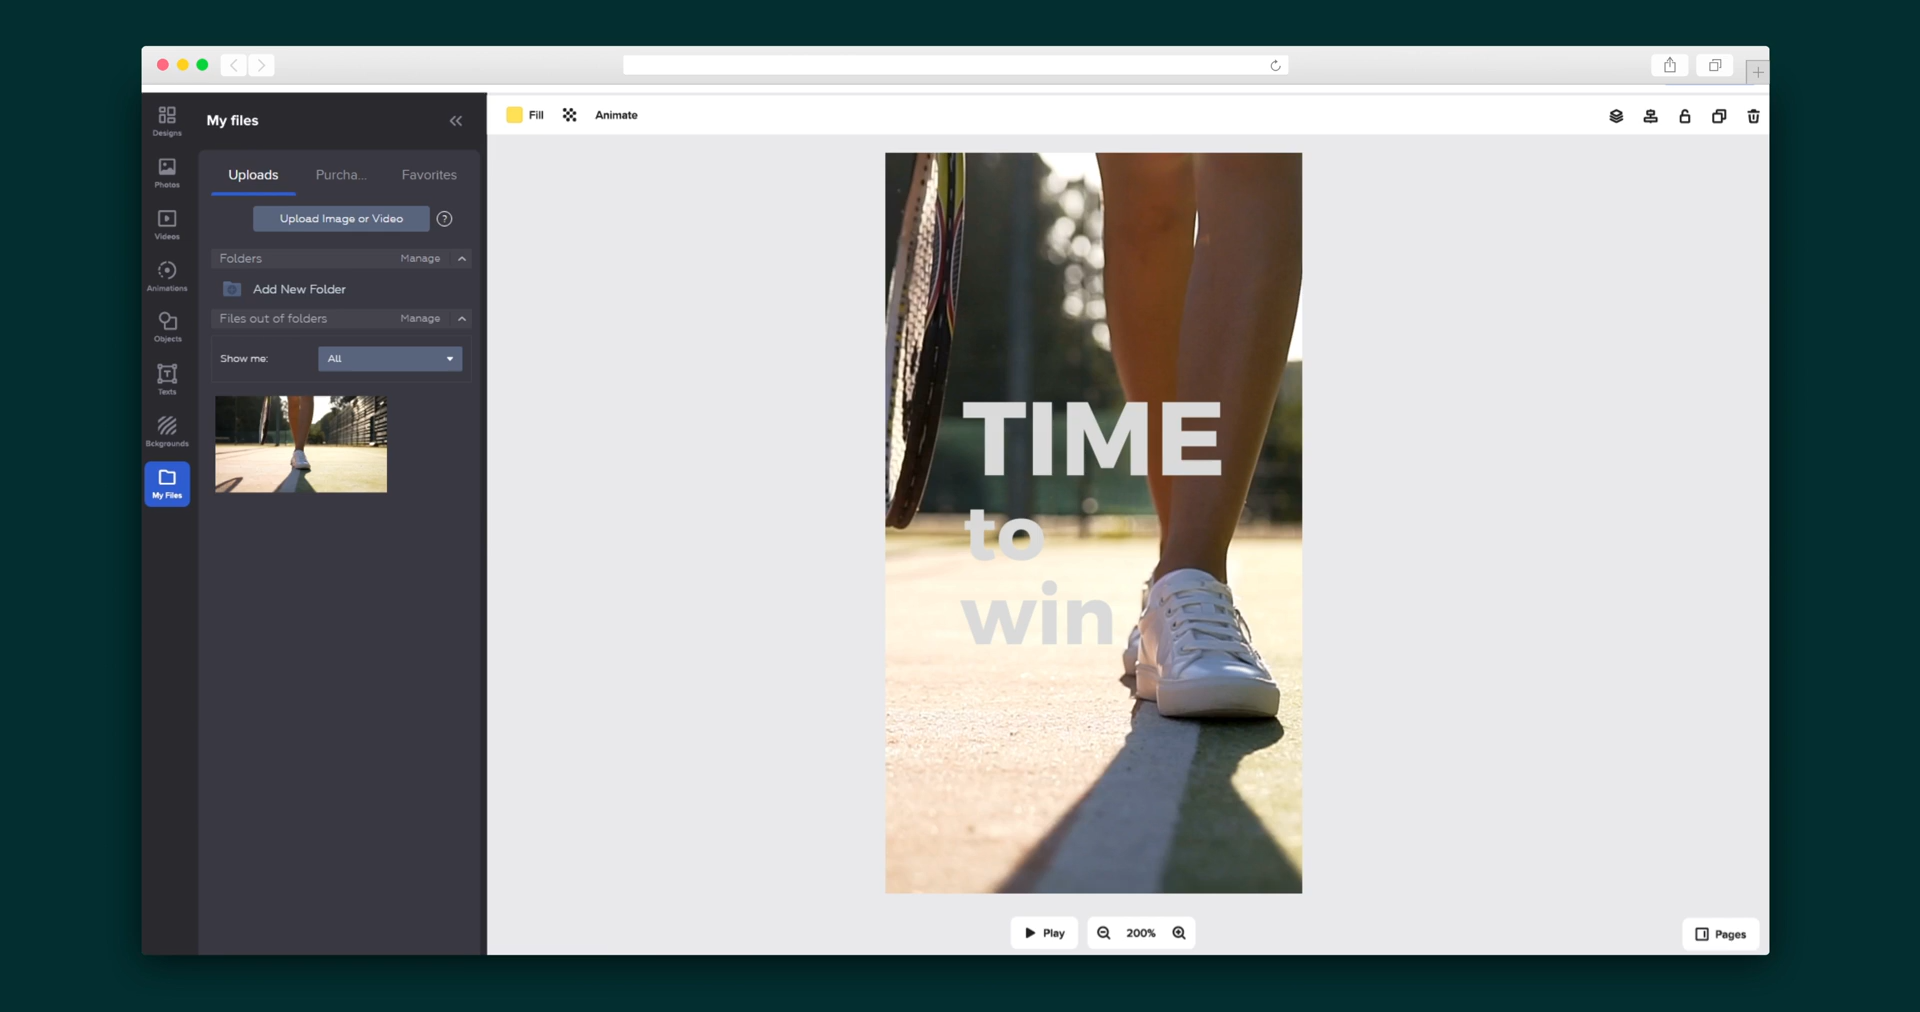 My files
Fill
Animate
Designs
Photos
Videos
Animations
Objects
Texts
Bckgrounds
My Files
Uploads
Purcha...
Favorites
Upload Image or Video
?
Folders
Manage
Add New Folder
Files out of folders
Manage
Show me:
All
TIME
to
win
Play
200%
Pages